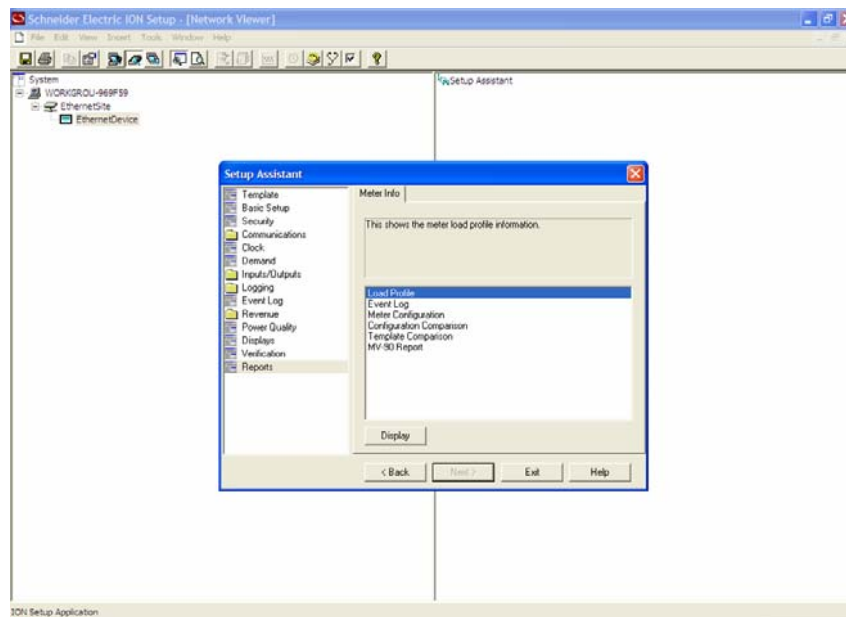 Schneider Electric ION Setup - [Network Viewer]
File Edit View Insert Tools Window Help
System
WORKGROU-969F59
EthernetSite
EthernetDevice
Setup Assistant
Setup Assistant
Template
Basic Setup
Security
Communications
Clock
Demand
Inputs/Outputs
Logging
Event Log
Revenue
Power Quality
Displays
Verification
Reports
Meter Info
This shows the meter load profile information.
Load Profile
Event Log
Meter Configuration
Configuration Comparison
Template Comparison
MV-90 Report
Display
< Back Next > Exit Help
ION Setup Application